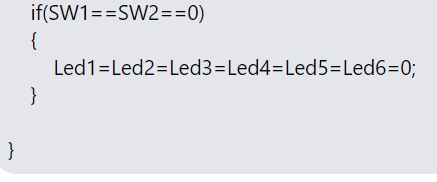 if(SW1==SW2==0)
{
Led1=Led2=Led3=Led4=Led5=Led6=0;
}
}